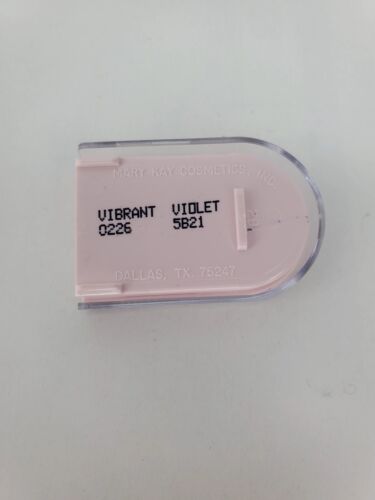 MARY KAY COSMETICS, INC.
VIBRANT VIOLET
0226 5B21
DALLAS, TX. 75247